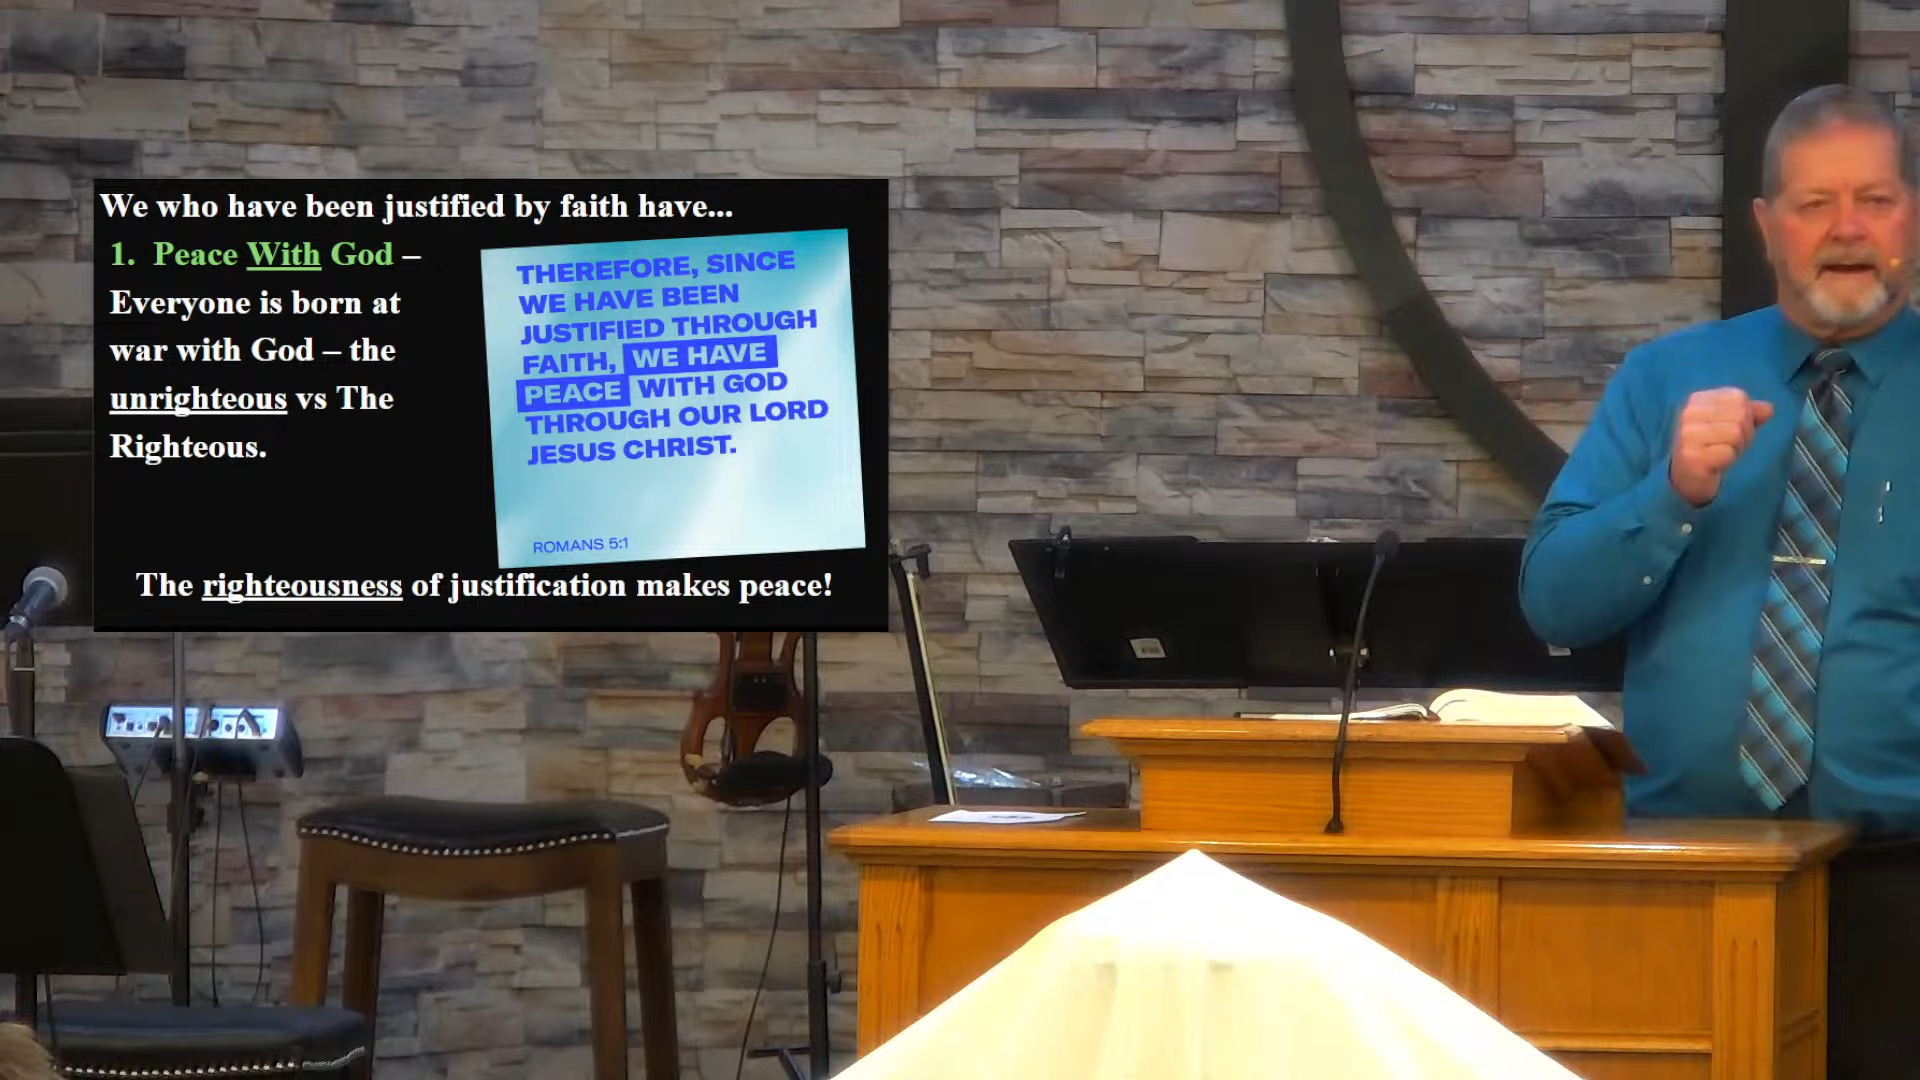 We who have been justified by faith have...
1. Peace With God –
Everyone is born at
war with God – the
unrighteous vs The
Righteous.
THEREFORE, SINCE
WE HAVE BEEN
JUSTIFIED THROUGH
FAITH, WE HAVE
PEACE WITH GOD
THROUGH OUR LORD
JESUS CHRIST.
ROMANS 5:1
The righteousness of justification makes peace!